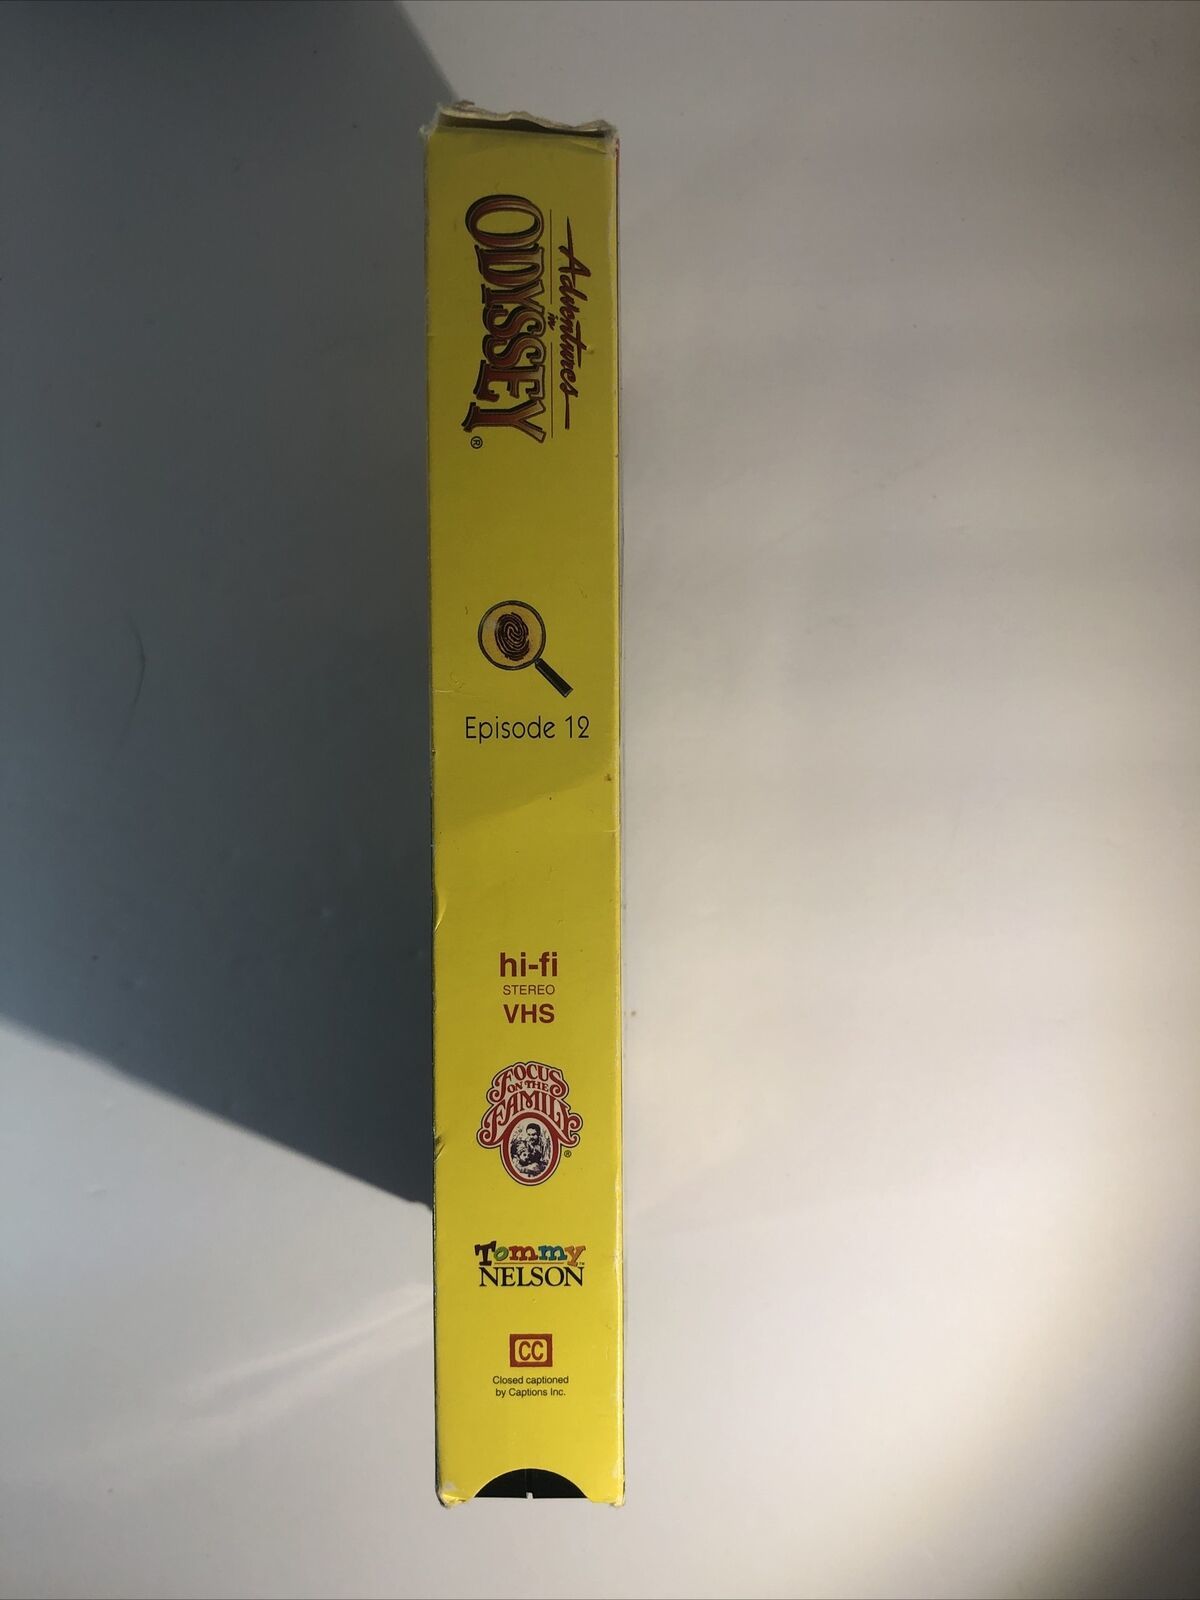 Adventures
in
ODYSSEY®
Episode 12
hi-fi
STEREO
VHS
FOCUS
ON THE
FAMILY®
Tommy™
NELSON
CC
Closed captioned
by Captions Inc.